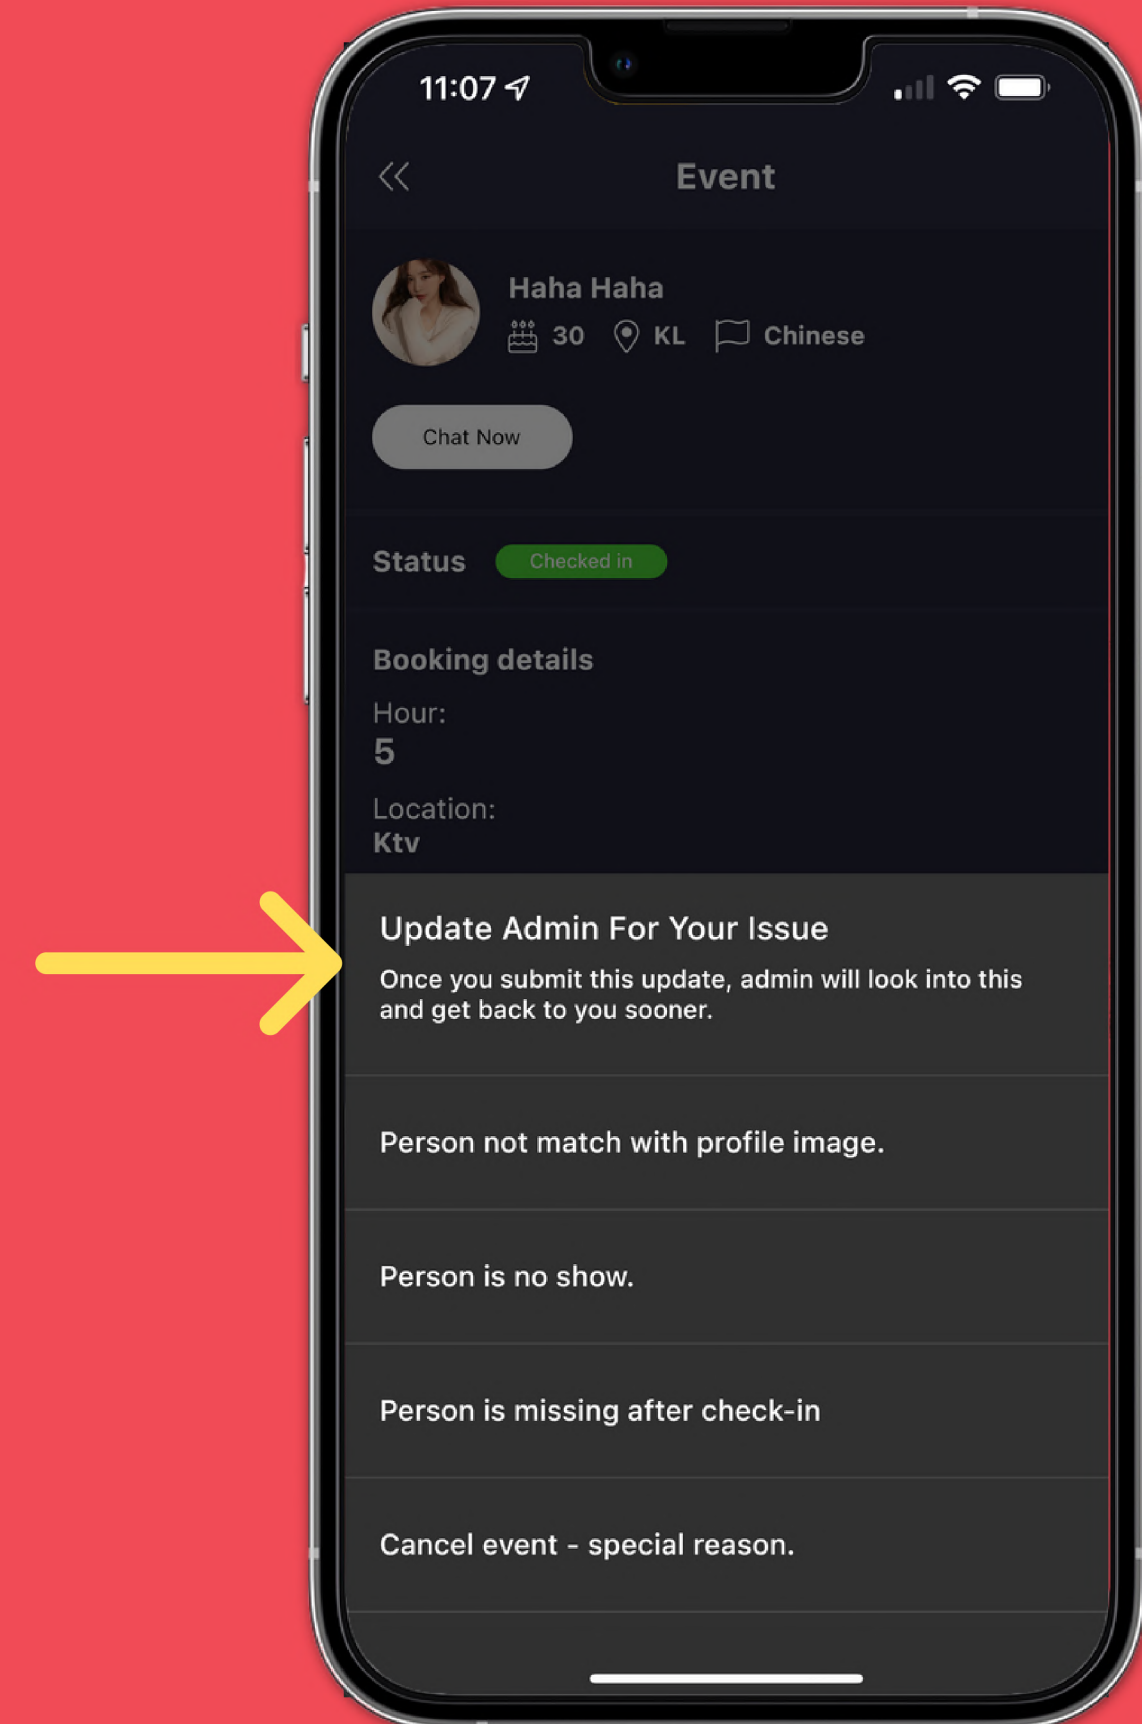 11:07
Event
Haha Haha
30 KL Chinese
Chat Now
Status Checked in
Booking details
Hour:
5
Location:
Ktv
Update Admin For Your Issue
Once you submit this update, admin will look into this
and get back to you sooner.
Person not match with profile image.
Person is no show.
Person is missing after check-in
Cancel event - special reason.